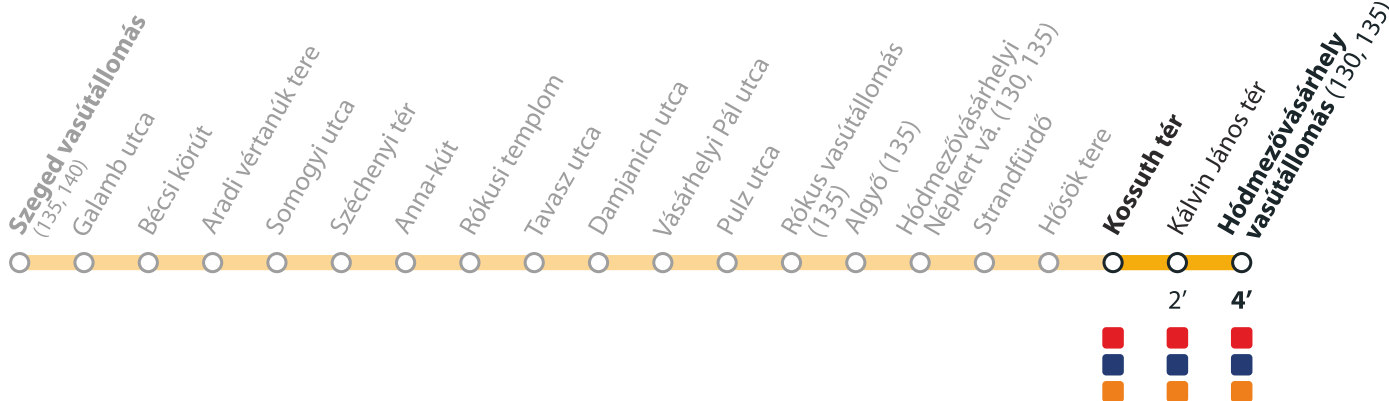 Szeged vasútállomás
(135, 140)
Galamb utca
Bécsi körút
Aradi vértanúk tere
Somogyi utca
Széchenyi tér
Anna-kút
Rókusi templom
Tavasz utca
Damjanich utca
Vásárhelyi Pál utca
Pulz utca
Rókus vasútállomás
(135)
Algyő (135)
Hódmezővásárhelyi
Népkert vá. (130, 135)
Strandfürdő
Hősök tere
Kossuth tér
Kálvin János tér
Hódmezővásárhely
vasútállomás (130, 135)
2’
4’